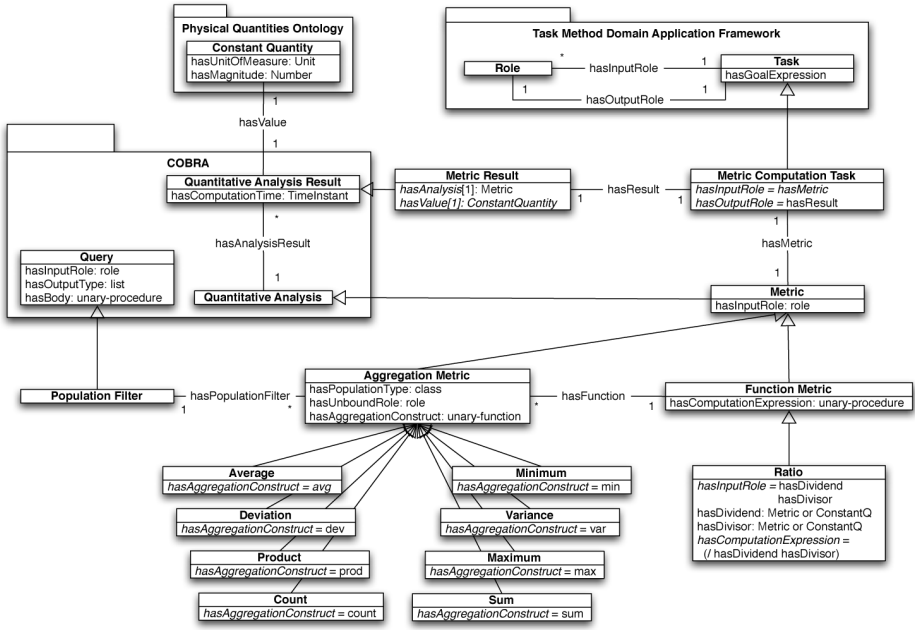 Physical Quantities Ontology
Constant Quantity
hasUnitOfMeasure: Unit
hasMagnitude: Number
1
hasValue
1
Task Method Domain Application Framework
Role
*
hasInputRole
1
Task
hasGoalExpression
1
hasOutputRole
1
COBRA
Quantitative Analysis Result
hasComputationTime: TimeInstant
*
hasAnalysisResult
1
Quantitative Analysis
Query
hasInputRole: role
hasOutputType: list
hasBody: unary-procedure
Metric Result
hasAnalysis[1]: Metric
hasValue[1]: ConstantQuantity
1
hasResult
1
Metric Computation Task
hasInputRole = hasMetric
hasOutputRole = hasResult
1
hasMetric
1
Metric
hasInputRole: role
Population Filter
1
hasPopulationFilter
*
Aggregation Metric
hasPopulationType: class
hasUnboundRole: role
hasAggregationConstruct: unary-function
*
hasFunction
1
Function Metric
hasComputationExpression: unary-procedure
Average
hasAggregationConstruct = avg
Deviation
hasAggregationConstruct = dev
Product
hasAggregationConstruct = prod
Count
hasAggregationConstruct = count
Minimum
hasAggregationConstruct = min
Variance
hasAggregationConstruct = var
Maximum
hasAggregationConstruct = max
Sum
hasAggregationConstruct = sum
Ratio
hasInputRole = hasDividend
hasDivisor
hasDividend: Metric or ConstantQ
hasDivisor: Metric or ConstantQ
hasComputationExpression =
(/ hasDividend hasDivisor)